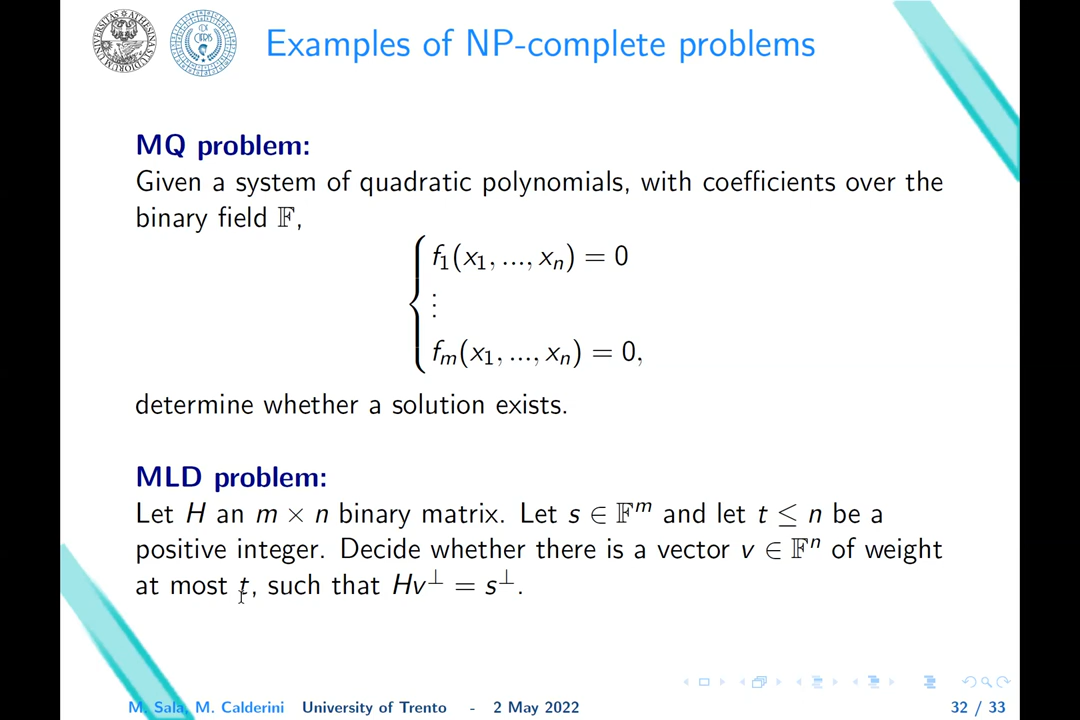 Examples of NP-complete problems
MQ problem:
Given a system of quadratic polynomials, with coefficients over the
binary field 𝔽,
f₁(x₁, ..., xₙ) = 0
⋮
fₘ(x₁, ..., xₙ) = 0,
determine whether a solution exists.
MLD problem:
Let H an m × n binary matrix. Let s ∈ 𝔽ᵐ and let t ≤ n be a
positive integer. Decide whether there is a vector v ∈ 𝔽ⁿ of weight
at most t, such that Hv^⊥ = s^⊥.
M. Sala, M. Calderini University of Trento - 2 May 2022 32 / 33